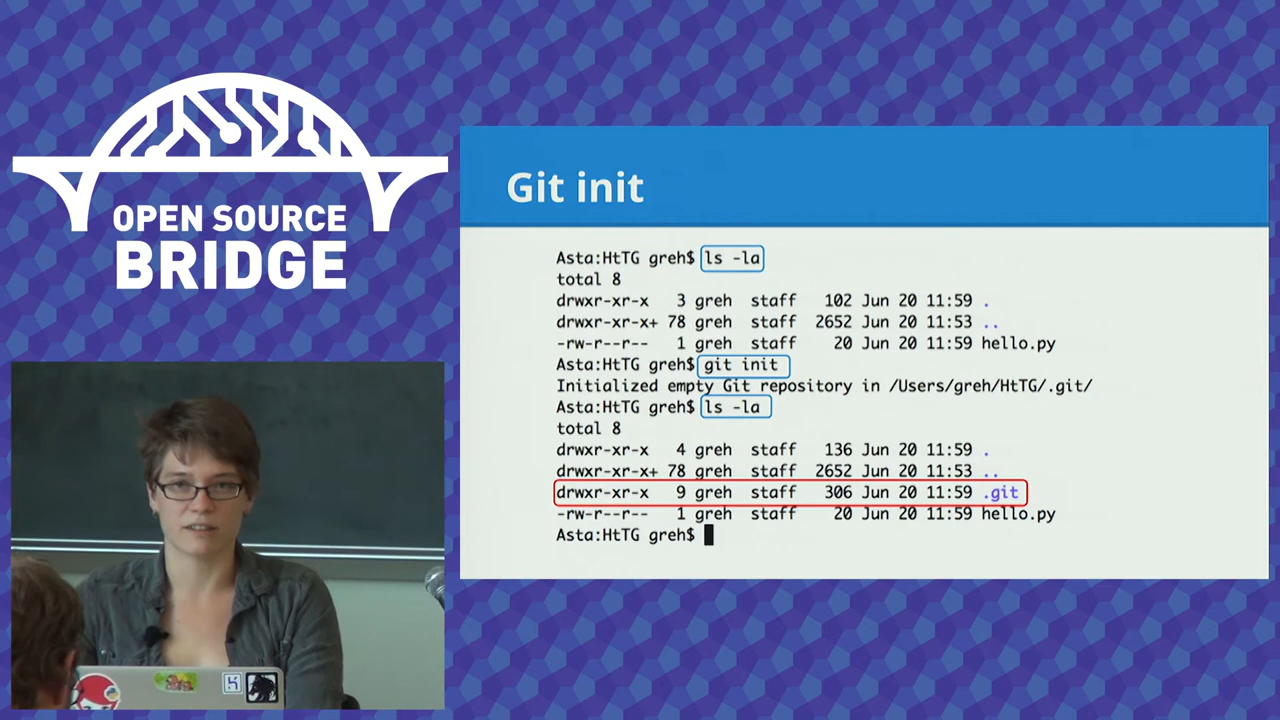 OPEN SOURCE
BRIDGE
Git init
Asta:HtTG greh$ ls -la
total 8
drwxr-xr-x   3 greh  staff   102 Jun 20 11:59 .
drwxr-xr-x+ 78 greh  staff  2652 Jun 20 11:53 ..
-rw-r--r--   1 greh  staff    20 Jun 20 11:59 hello.py
Asta:HtTG greh$ git init
Initialized empty Git repository in /Users/greh/HtTG/.git/
Asta:HtTG greh$ ls -la
total 8
drwxr-xr-x   4 greh  staff   136 Jun 20 11:59 .
drwxr-xr-x+ 78 greh  staff  2652 Jun 20 11:53 ..
drwxr-xr-x   9 greh  staff   306 Jun 20 11:59 .git
-rw-r--r--   1 greh  staff    20 Jun 20 11:59 hello.py
Asta:HtTG greh$
H